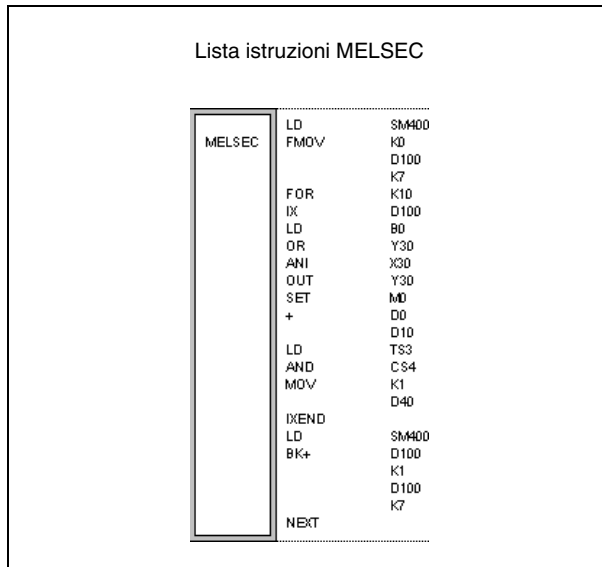 Lista istruzioni MELSEC
MELSEC
LD SM400
FMOV K0
D100
K7
FOR K10
IX D100
LD B0
OR Y30
ANI X30
OUT Y30
SET M0
+ D0
D10
LD TS3
AND CS4
MOV K1
D40
IXEND
LD SM400
BK+ D100
K1
D100
K7
NEXT